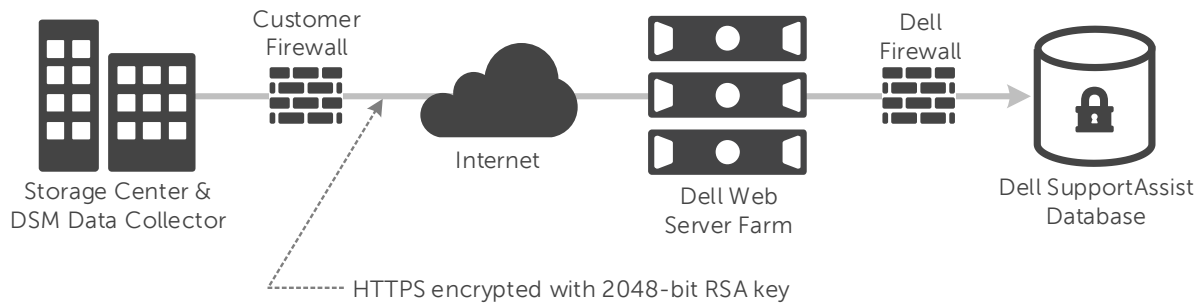 Customer
Firewall
Dell
Firewall
Internet
Storage Center &
DSM Data Collector
Dell Web
Server Farm
Dell SupportAssist
Database
HTTPS encrypted with 2048-bit RSA key